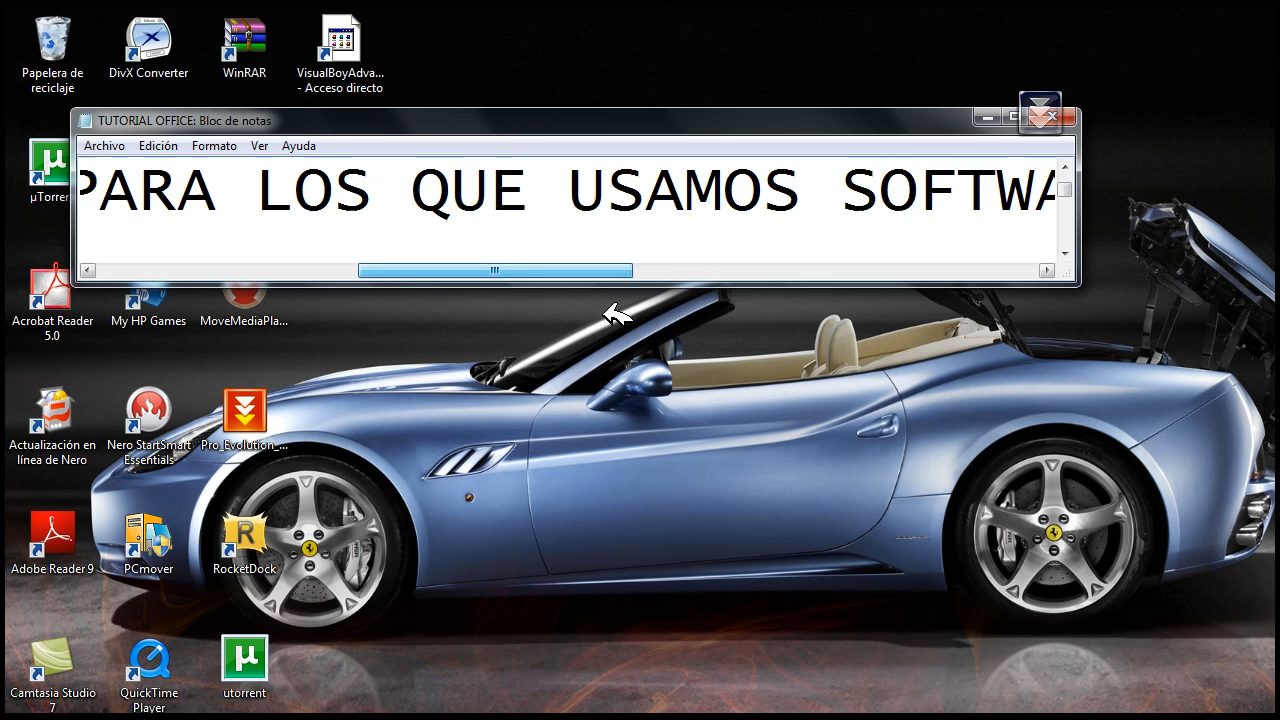 Papelera de
reciclaje
DivX Converter
WinRAR
VisualBoyAdva...
- Acceso directo
TUTORIAL OFFICE: Bloc de notas
Archivo Edición Formato Ver Ayuda
PARA LOS QUE USAMOS SOFTWA
µTorren
Acrobat Reader
5.0
My HP Games
MoveMediaPla...
Actualización en
línea de Nero
Nero StartSmart
Essentials
Pro_Evolution_...
Adobe Reader 9
PCmover
RocketDock
Camtasia Studio
7
QuickTime
Player
utorrent